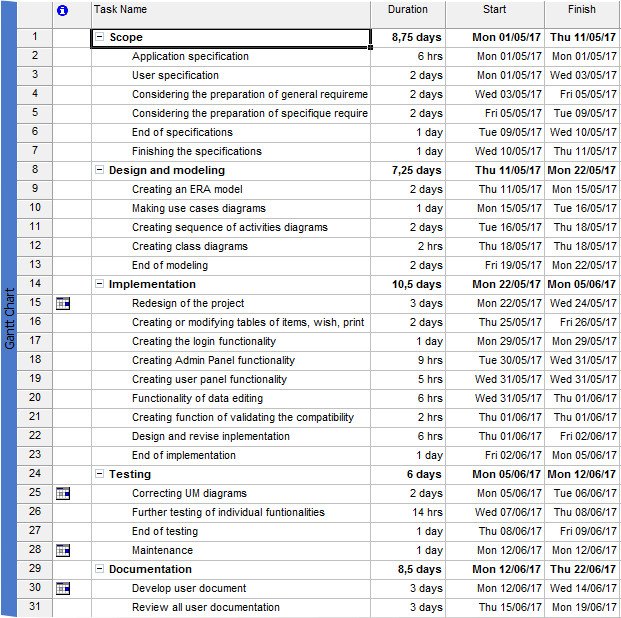 Task Name Duration Start Finish
1 Scope 8,75 days Mon 01/05/17 Thu 11/05/17
2 Application specification 6 hrs Mon 01/05/17 Mon 01/05/17
3 User specification 2 days Mon 01/05/17 Wed 03/05/17
4 Considering the preparation of general requireme 2 days Wed 03/05/17 Fri 05/05/17
5 Considering the preparation of specifique require 2 days Fri 05/05/17 Tue 09/05/17
6 End of specifications 1 day Tue 09/05/17 Wed 10/05/17
7 Finishing the specifications 1 day Wed 10/05/17 Thu 11/05/17
8 Design and modeling 7,25 days Thu 11/05/17 Mon 22/05/17
9 Creating an ERA model 2 days Thu 11/05/17 Mon 15/05/17
10 Making use cases diagrams 1 day Mon 15/05/17 Tue 16/05/17
11 Creating sequence of activities diagrams 2 days Tue 16/05/17 Thu 18/05/17
12 Creating class diagrams 2 hrs Thu 18/05/17 Thu 18/05/17
13 End of modeling 2 days Fri 19/05/17 Mon 22/05/17
14 Implementation 10,5 days Mon 22/05/17 Mon 05/06/17
15 Redesign of the project 3 days Mon 22/05/17 Wed 24/05/17
16 Creating or modifying tables of items, wish, print 2 days Thu 25/05/17 Fri 26/05/17
17 Creating the login functionality 1 day Mon 29/05/17 Mon 29/05/17
18 Creating Admin Panel functionality 9 hrs Tue 30/05/17 Wed 31/05/17
19 Creating user panel functionality 5 hrs Wed 31/05/17 Wed 31/05/17
20 Functionality of data editing 6 hrs Wed 31/05/17 Thu 01/06/17
21 Creating function of validating the compatibility 2 hrs Thu 01/06/17 Thu 01/06/17
22 Design and revise inplementation 6 hrs Thu 01/06/17 Fri 02/06/17
23 End of implementation 1 day Fri 02/06/17 Mon 05/06/17
24 Testing 6 days Mon 05/06/17 Mon 12/06/17
25 Correcting UM diagrams 2 days Mon 05/06/17 Tue 06/06/17
26 Further testing of individual funtionalities 14 hrs Wed 07/06/17 Thu 08/06/17
27 End of testing 1 day Thu 08/06/17 Fri 09/06/17
28 Maintenance 1 day Mon 12/06/17 Mon 12/06/17
29 Documentation 8,5 days Mon 12/06/17 Thu 22/06/17
30 Develop user document 3 days Mon 12/06/17 Wed 14/06/17
31 Review all user documentation 3 days Thu 15/06/17 Mon 19/06/17
Gantt Chart